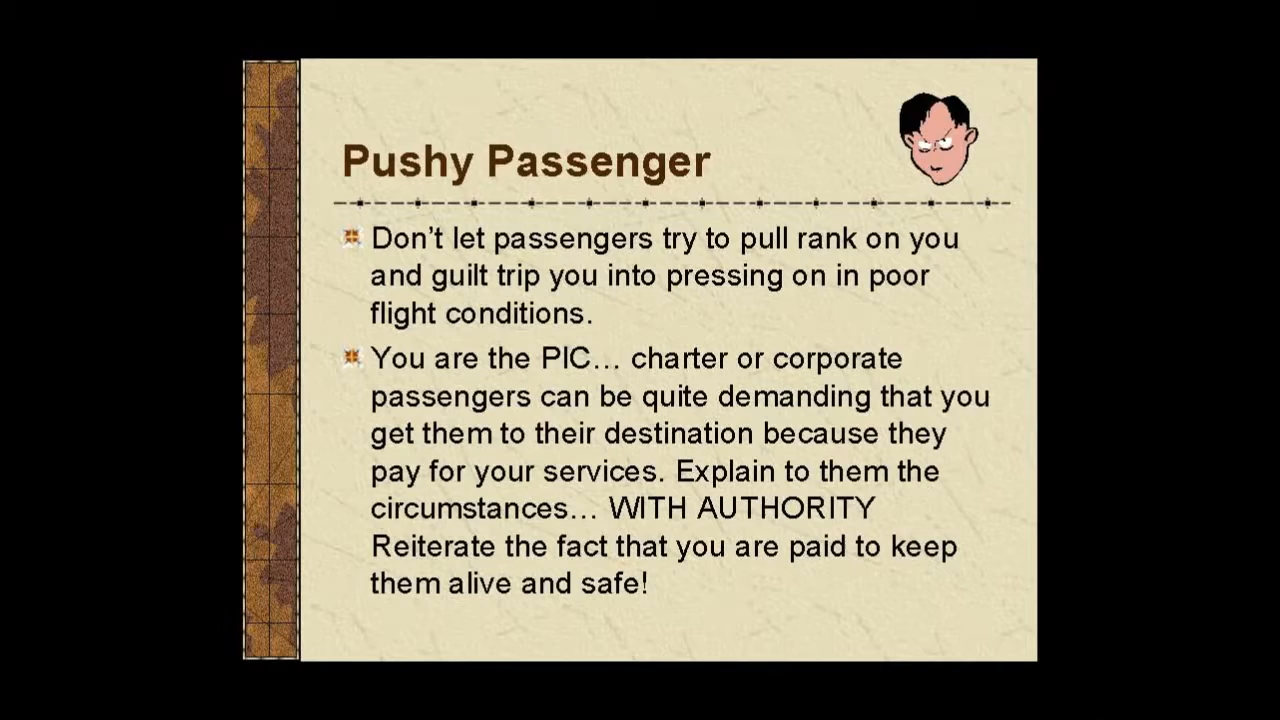 Pushy Passenger
Don't let passengers try to pull rank on you
and guilt trip you into pressing on in poor
flight conditions.
You are the PIC… charter or corporate
passengers can be quite demanding that you
get them to their destination because they
pay for your services. Explain to them the
circumstances… WITH AUTHORITY
Reiterate the fact that you are paid to keep
them alive and safe!